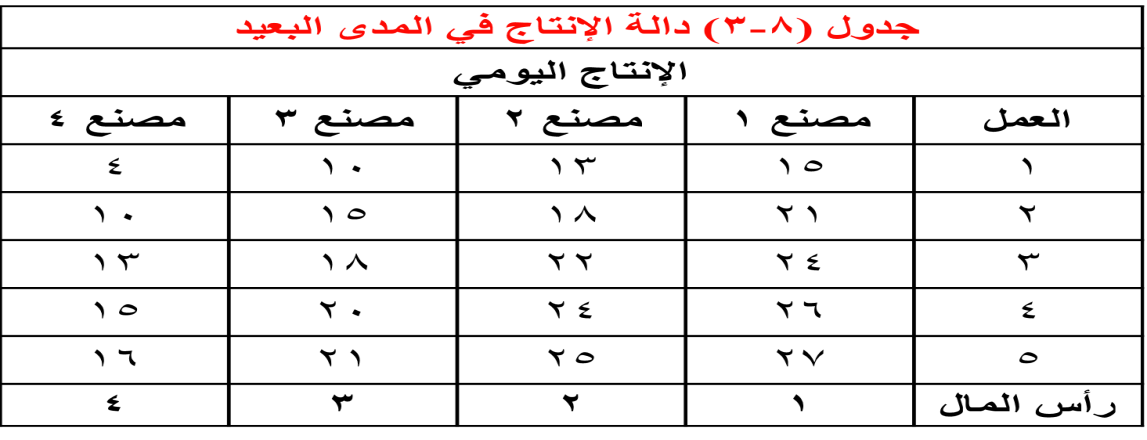 جدول (٨-٣) دالة الإنتاج في المدى البعيد
الإنتاج اليومي
العمل مصنع ١ مصنع ٢ مصنع ٣ مصنع ٤
١ ١٥ ١٣ ١٠ ٤
٢ ٢١ ١٨ ١٥ ١٠
٣ ٢٤ ٢٢ ١٨ ١٣
٤ ٢٦ ٢٤ ٢٠ ١٥
٥ ٢٧ ٢٥ ٢١ ١٦
رأس المال ١ ٢ ٣ ٤